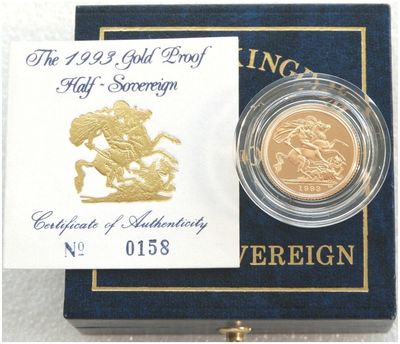 The 1993 Gold Proof
Half-Sovereign
Certificate of Authenticity
Nº 0158
KINGD
VEREIGN
1993